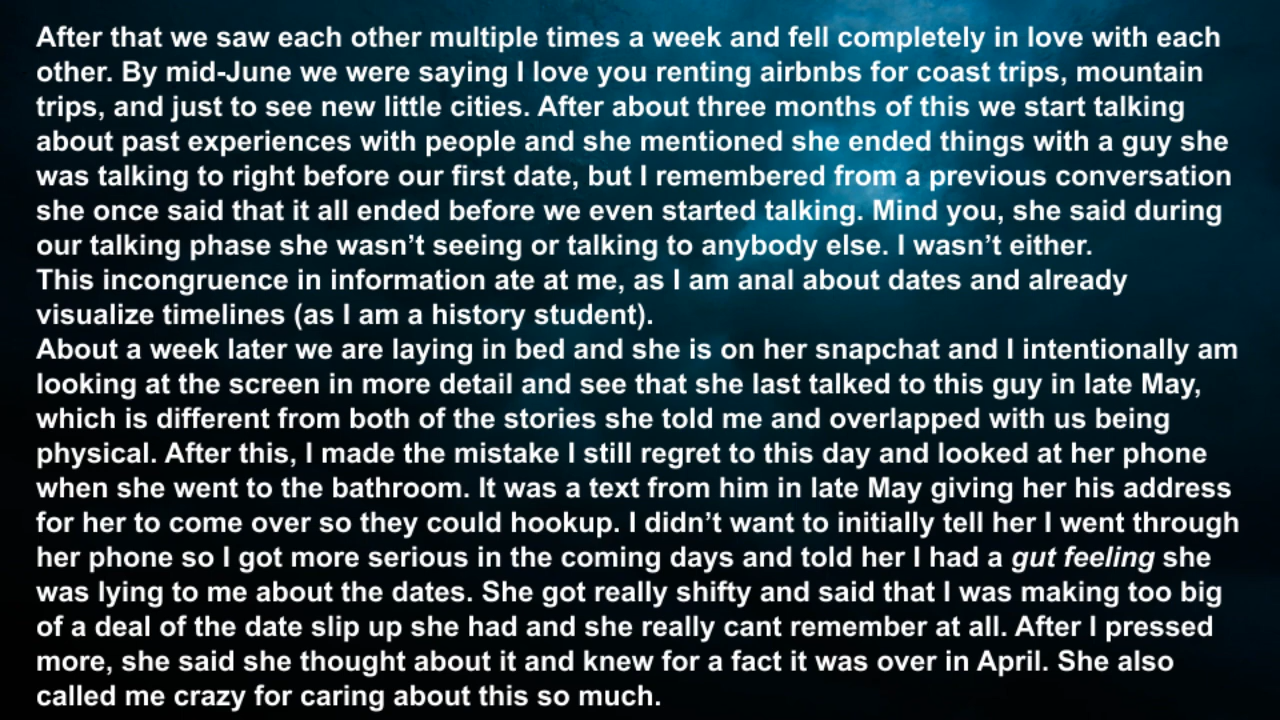 After that we saw each other multiple times a week and fell completely in love with each
other. By mid-June we were saying I love you renting airbnbs for coast trips, mountain
trips, and just to see new little cities. After about three months of this we start talking
about past experiences with people and she mentioned she ended things with a guy she
was talking to right before our first date, but I remembered from a previous conversation
she once said that it all ended before we even started talking. Mind you, she said during
our talking phase she wasn’t seeing or talking to anybody else. I wasn’t either.
This incongruence in information ate at me, as I am anal about dates and already
visualize timelines (as I am a history student).
About a week later we are laying in bed and she is on her snapchat and I intentionally am
looking at the screen in more detail and see that she last talked to this guy in late May,
which is different from both of the stories she told me and overlapped with us being
physical. After this, I made the mistake I still regret to this day and looked at her phone
when she went to the bathroom. It was a text from him in late May giving her his address
for her to come over so they could hookup. I didn’t want to initially tell her I went through
her phone so I got more serious in the coming days and told her I had a gut feeling she
was lying to me about the dates. She got really shifty and said that I was making too big
of a deal of the date slip up she had and she really cant remember at all. After I pressed
more, she said she thought about it and knew for a fact it was over in April. She also
called me crazy for caring about this so much.